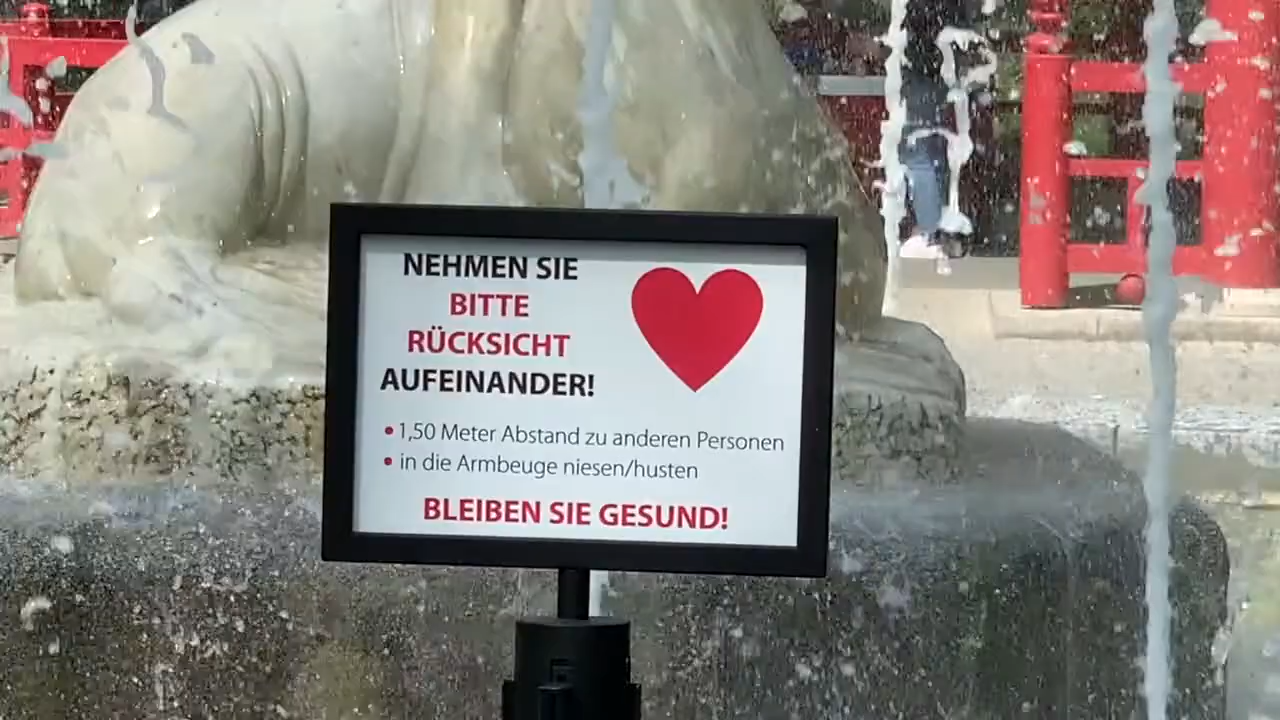 NEHMEN SIE
BITTE
RÜCKSICHT
AUFEINANDER!
• 1,50 Meter Abstand zu anderen Personen
• in die Armbeuge niesen/husten
BLEIBEN SIE GESUND!